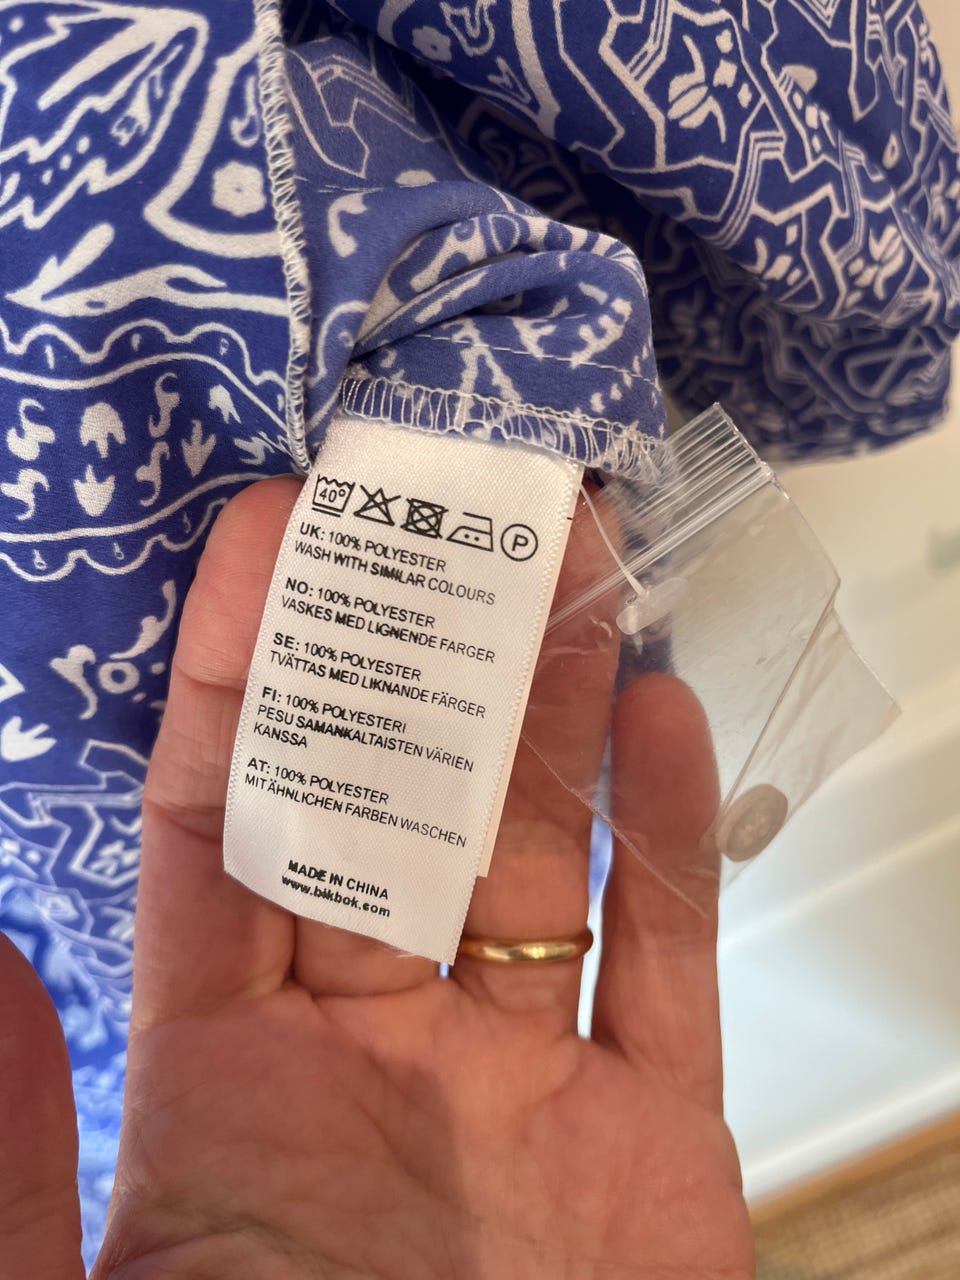 40°
P
UK: 100% POLYESTER
WASH WITH SIMILAR COLOURS
NO: 100% POLYESTER
VASKES MED LIGNENDE FARGER
SE: 100% POLYESTER
TVÄTTAS MED LIKNANDE FÄRGER
FI: 100% POLYESTERI
PESU SAMANKALTAISTEN VÄRIEN
KANSSA
AT: 100% POLYESTER
MIT ÄHNLICHEN FARBEN WASCHEN
MADE IN CHINA
www.bikbok.com